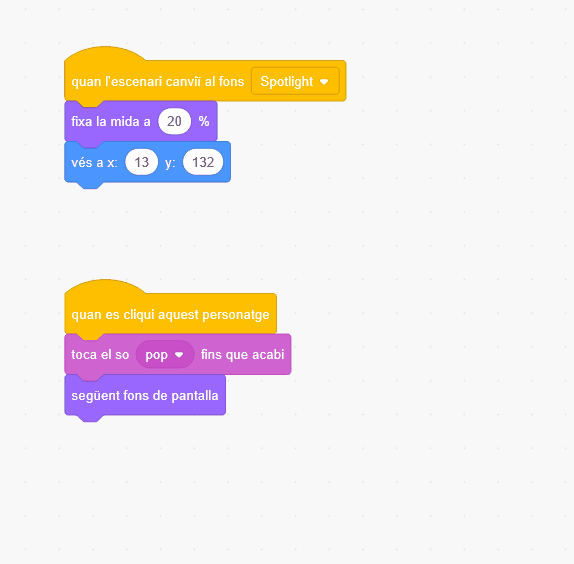 quan l'escenari canviï al fons Spotlight
fixa la mida a 20 %
vés a x: 13 y: 132
quan es cliqui aquest personatge
toca el so pop fins que acabi
següent fons de pantalla